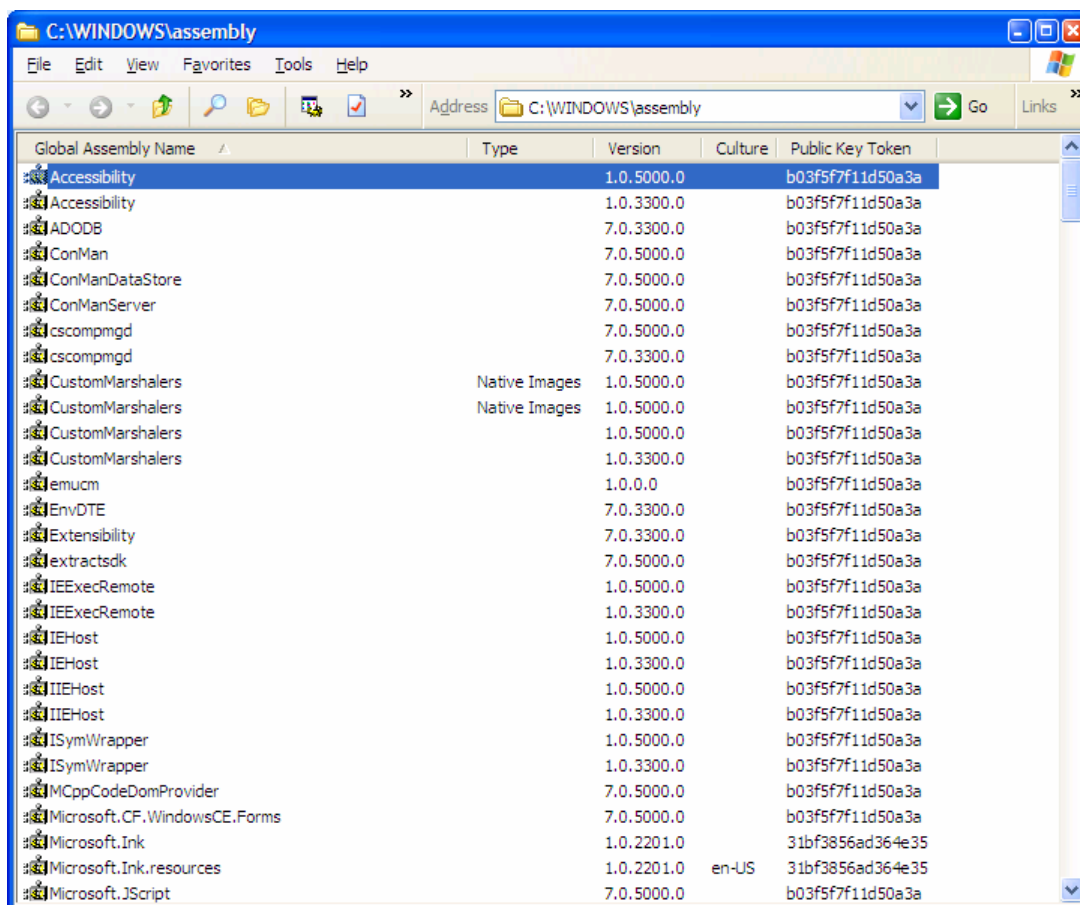 C:\WINDOWS\assembly
File Edit View Favorites Tools Help
Address C:\WINDOWS\assembly Go Links
Global Assembly Name Type Version Culture Public Key Token
Accessibility 1.0.5000.0 b03f5f7f11d50a3a
Accessibility 1.0.3300.0 b03f5f7f11d50a3a
ADODB 7.0.3300.0 b03f5f7f11d50a3a
ConMan 7.0.5000.0 b03f5f7f11d50a3a
ConManDataStore 7.0.5000.0 b03f5f7f11d50a3a
ConManServer 7.0.5000.0 b03f5f7f11d50a3a
cscompmgd 7.0.5000.0 b03f5f7f11d50a3a
cscompmgd 7.0.3300.0 b03f5f7f11d50a3a
CustomMarshalers Native Images 1.0.5000.0 b03f5f7f11d50a3a
CustomMarshalers Native Images 1.0.5000.0 b03f5f7f11d50a3a
CustomMarshalers 1.0.5000.0 b03f5f7f11d50a3a
CustomMarshalers 1.0.3300.0 b03f5f7f11d50a3a
emucm 1.0.0.0 b03f5f7f11d50a3a
EnvDTE 7.0.3300.0 b03f5f7f11d50a3a
Extensibility 7.0.3300.0 b03f5f7f11d50a3a
extractsdk 7.0.5000.0 b03f5f7f11d50a3a
IEExecRemote 1.0.5000.0 b03f5f7f11d50a3a
IEExecRemote 1.0.3300.0 b03f5f7f11d50a3a
IEHost 1.0.5000.0 b03f5f7f11d50a3a
IEHost 1.0.3300.0 b03f5f7f11d50a3a
IIEHost 1.0.5000.0 b03f5f7f11d50a3a
IIEHost 1.0.3300.0 b03f5f7f11d50a3a
ISymWrapper 1.0.5000.0 b03f5f7f11d50a3a
ISymWrapper 1.0.3300.0 b03f5f7f11d50a3a
MCppCodeDomProvider 7.0.5000.0 b03f5f7f11d50a3a
Microsoft.CF.WindowsCE.Forms 7.0.5000.0 b03f5f7f11d50a3a
Microsoft.Ink 1.0.2201.0 31bf3856ad364e35
Microsoft.Ink.resources 1.0.2201.0 en-US 31bf3856ad364e35
Microsoft.JScript 7.0.5000.0 b03f5f7f11d50a3a